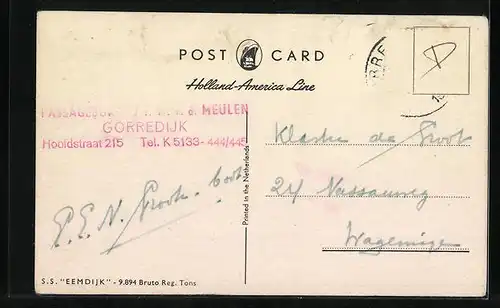 POST CARD
Holland-America Line
MEULEN
GORREDIJK
Hoofdstraat 215 Tel. K 5133-444/445
Klaske de Groot
24 Nassauweg
Wageningen
P.E.N. Groote
Printed in the Netherlands
S.S. "EEMDIJK" - 9.894 Bruto Reg. Tons